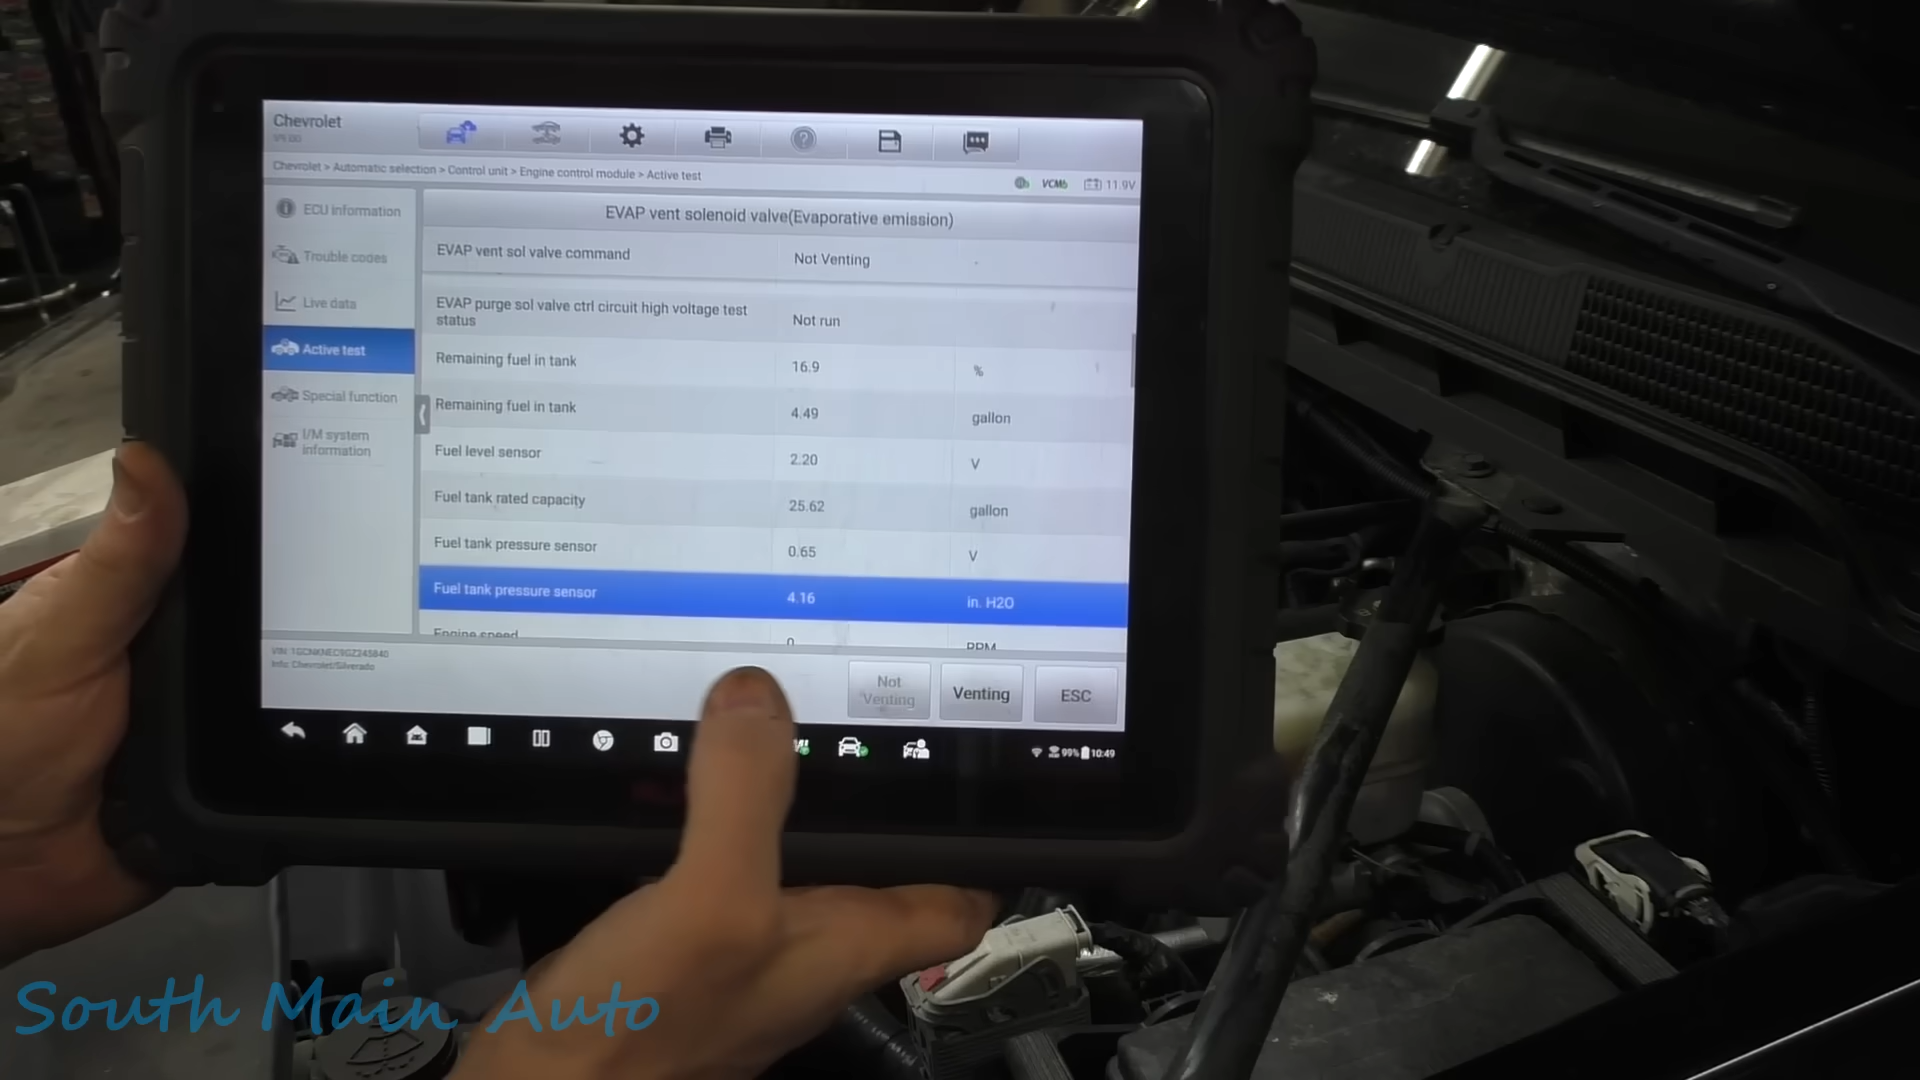 Chevrolet
Chevrolet > Automatic selection > Control unit > Engine control module > Active test
VCMI 11.9V
ECU information
Trouble codes
Live data
Active test
Special function
I/M system information
EVAP vent solenoid valve(Evaporative emission)
EVAP vent sol valve command Not Venting -
EVAP purge sol valve ctrl circuit high voltage test status Not run
Remaining fuel in tank 16.9 %
Remaining fuel in tank 4.49 gallon
Fuel level sensor 2.20 V
Fuel tank rated capacity 25.62 gallon
Fuel tank pressure sensor 0.65 V
Fuel tank pressure sensor 4.16 in. H2O
Engine speed 0 RPM
Info: Chevrolet/Silverado
Not Venting
Venting
ESC
99% 10:49
South Main Auto